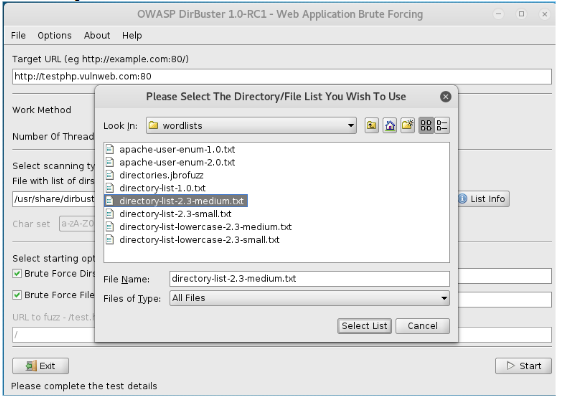 OWASP DirBuster 1.0-RC1 - Web Application Brute Forcing
File Options About Help
Target URL (eg http://example.com:80/)
http://testphp.vulnweb.com:80
Work Method
Number Of Thread
Select scanning ty
File with list of dirs
/usr/share/dirbust
List Info
Char set a-zA-Z0
Select starting opt
Brute Force Dirs
Brute Force File
URL to fuzz - /test.
/
Exit
Start
Please complete the test details
Please Select The Directory/File List You Wish To Use
Look In: wordlists
apache-user-enum-1.0.txt
apache-user-enum-2.0.txt
directories.jbrofuzz
directory-list-1.0.txt
directory-list-2.3-medium.txt
directory-list-2.3-small.txt
directory-list-lowercase-2.3-medium.txt
directory-list-lowercase-2.3-small.txt
File Name: directory-list-2.3-medium.txt
Files of Type: All Files
Select List Cancel